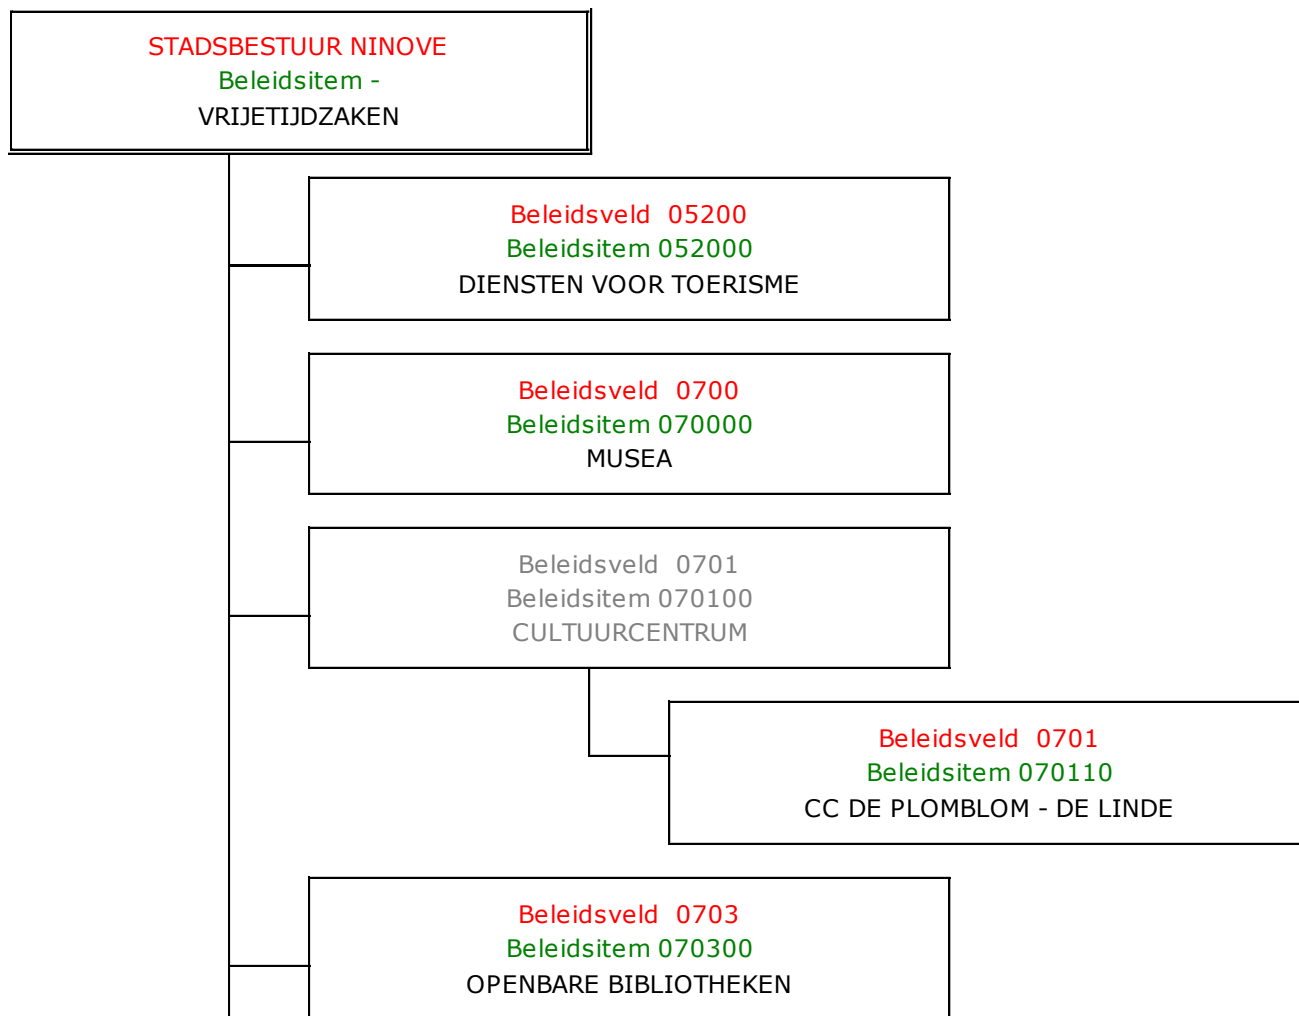 STADSBESTUUR NINOVE
Beleidsitem -
VRIJETIJDZAKEN
Beleidsveld 05200
Beleidsitem 052000
DIENSTEN VOOR TOERISME
Beleidsveld 0700
Beleidsitem 070000
MUSEA
Beleidsveld 0701
Beleidsitem 070100
CULTUURCENTRUM
Beleidsveld 0701
Beleidsitem 070110
CC DE PLOMBLOM - DE LINDE
Beleidsveld 0703
Beleidsitem 070300
OPENBARE BIBLIOTHEKEN